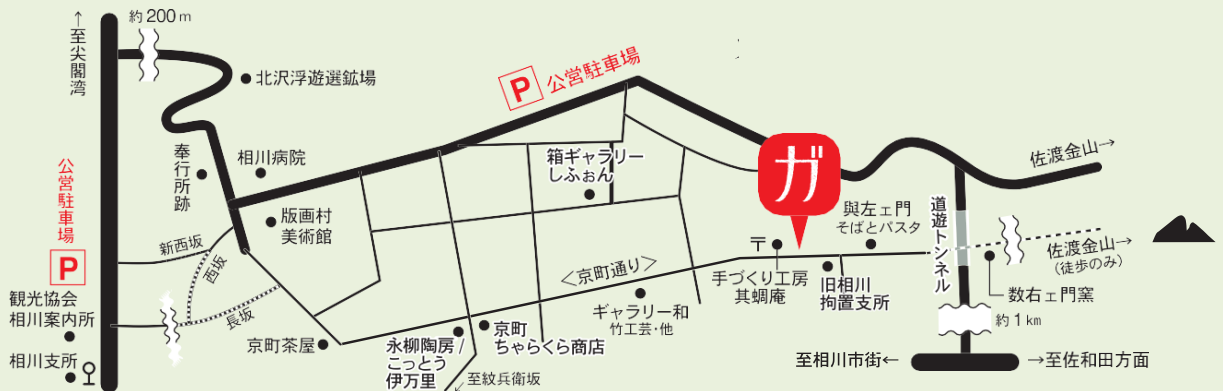 ↑至尖閣湾
約200m
北沢浮遊選鉱場
P 公営駐車場
奉行所跡
相川病院
版画村
美術館
公営駐車場
P
新西坂
西坂
長坂
観光協会
相川案内所
相川支所
京町茶屋
箱ギャラリー
しふぉん
<京町通り>
永柳陶房/
こっとう
伊万里
京町
ちゃらくら商店
至紋兵衛坂
ギャラリー和
竹工芸・他
ガ
〒
手づくり工房
其蜩庵
旧相川
拘置支所
與左ェ門
そばとパスタ
道遊トンネル
佐渡金山→
佐渡金山→
(徒歩のみ)
数右ェ門窯
約1km
至相川市街←
→至佐和田方面